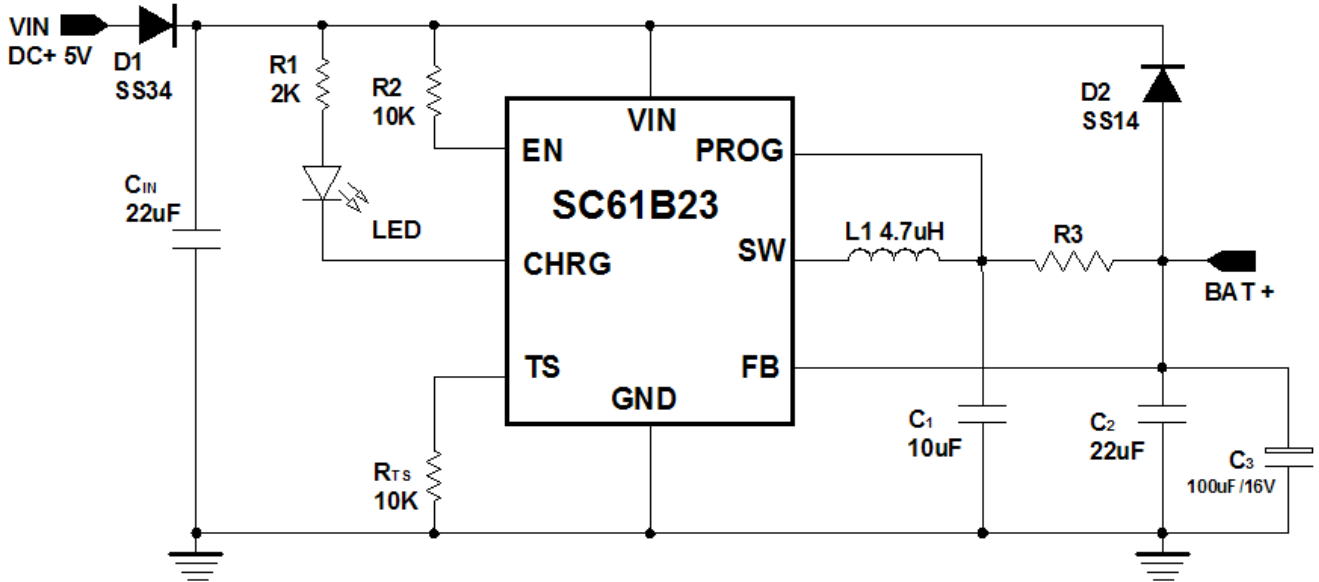 VIN
DC+ 5V
D1
SS34
R1
2K
R2
10K
D2
SS14
VIN
EN
PROG
SC61B23
CIN
22uF
LED
CHRG
SW
L1 4.7uH
R3
BAT +
TS
FB
GND
C1
10uF
C2
22uF
C3
100uF/16V
RTS
10K